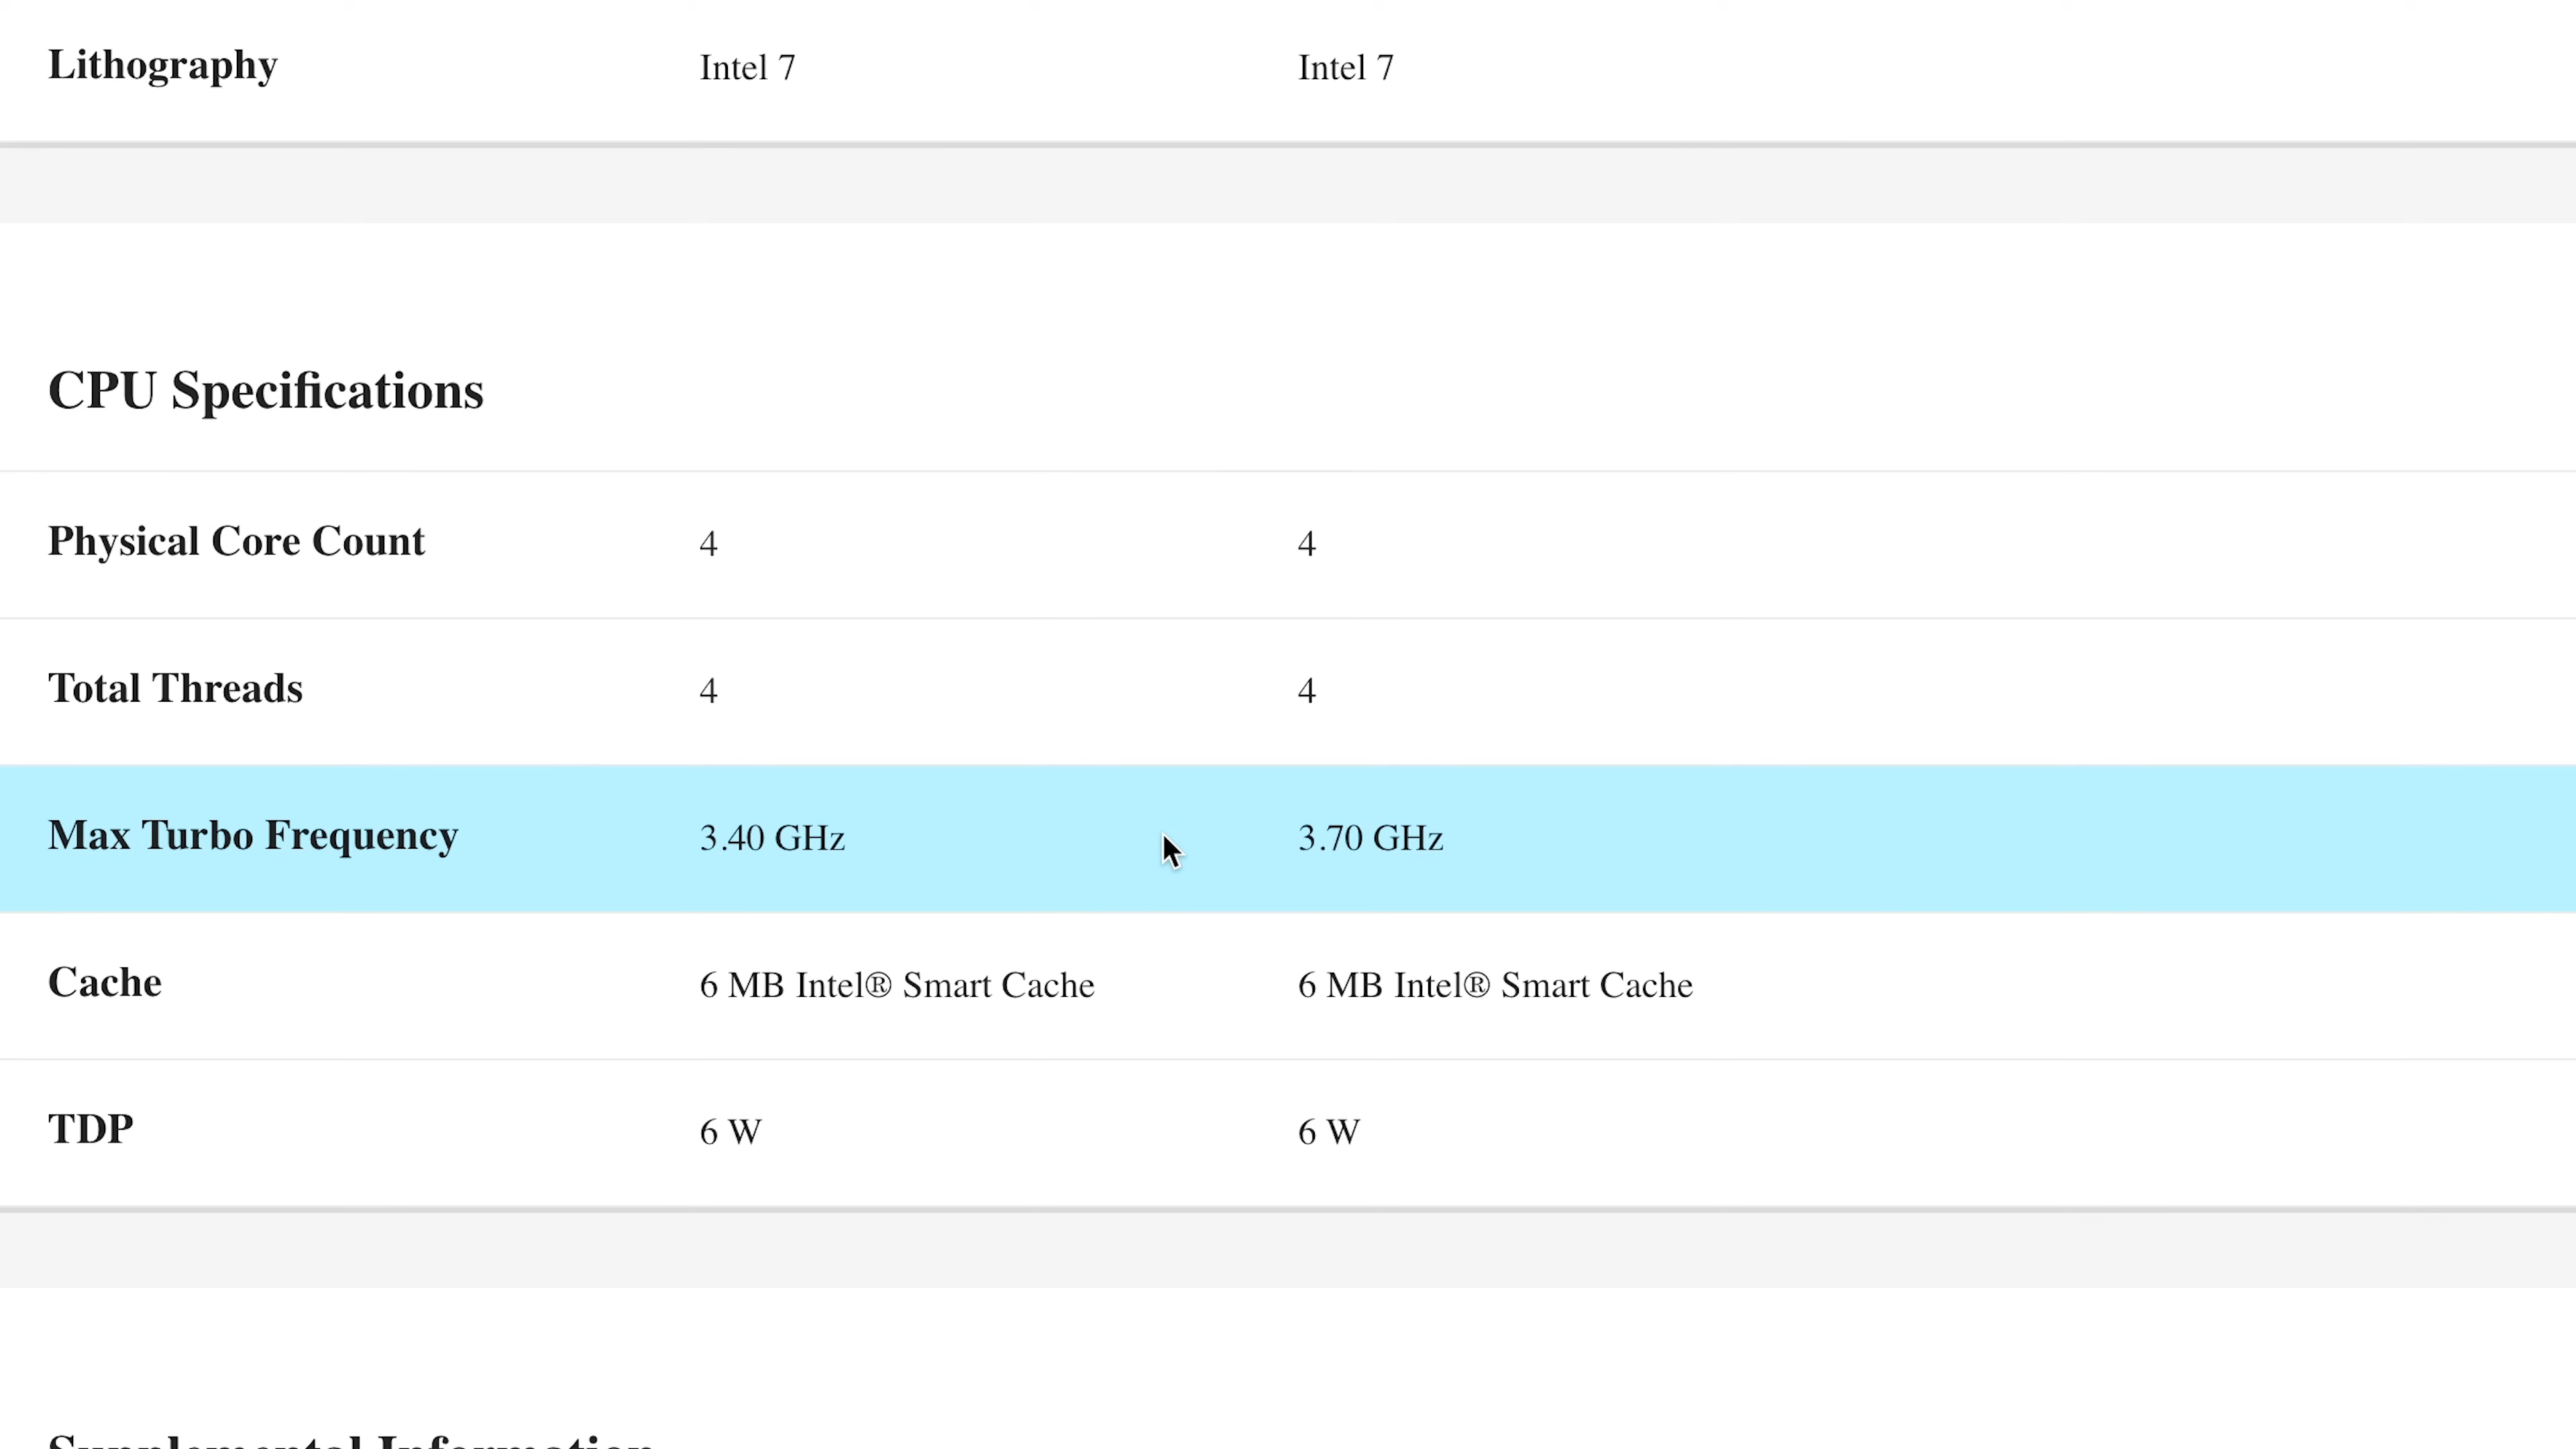 Lithography Intel 7 Intel 7
CPU Specifications
Physical Core Count 4 4
Total Threads 4 4
Max Turbo Frequency 3.40 GHz 3.70 GHz
Cache 6 MB Intel® Smart Cache 6 MB Intel® Smart Cache
TDP 6 W 6 W
Supplemental Information